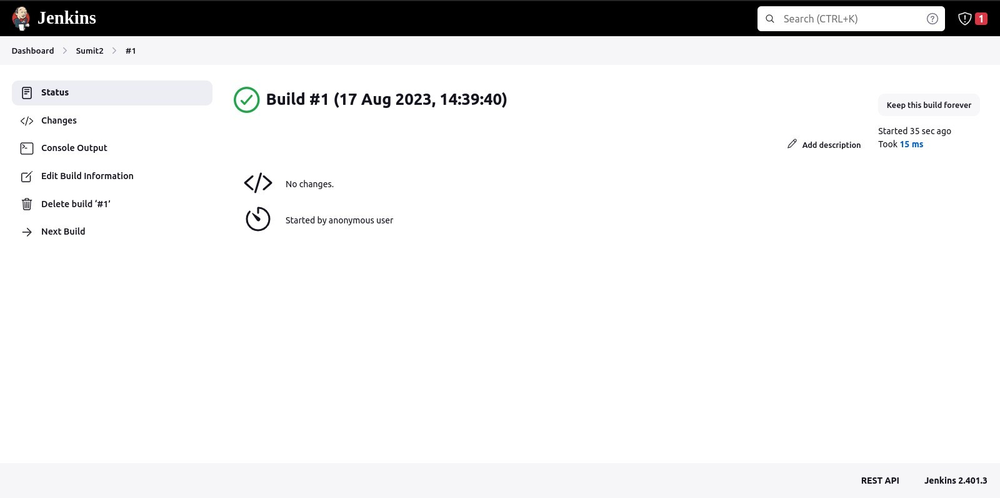 Jenkins
Search (CTRL+K)
1
Dashboard
Sumit2
#1
Status
Changes
Console Output
Edit Build Information
Delete build ‘#1’
Next Build
Build #1 (17 Aug 2023, 14:39:40)
Keep this build forever
Started 35 sec ago
Took 15 ms
Add description
No changes.
Started by anonymous user
REST API
Jenkins 2.401.3